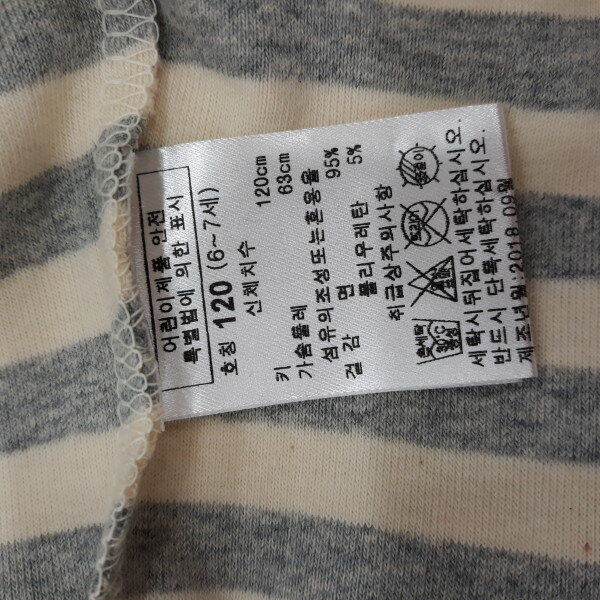 어린이제품 안전
특별법에 의한 표시
호칭 120 (6~7세)
신체치수
키 120cm
가슴둘레 63cm
섬유의조성또는혼용율
겉감 면 95%
폴리우레탄 5%
취급상주의사항
세탁시뒤집어세탁하십시오.
반드시 단독세탁하십시오.
제조년월:2018.09월